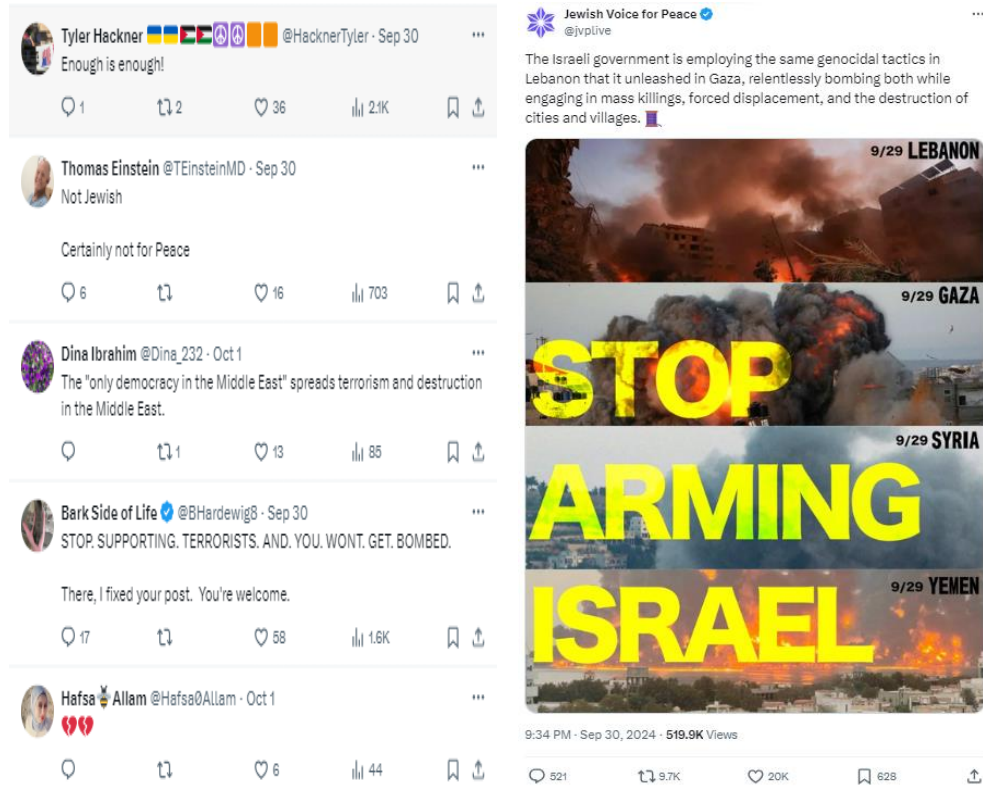 Tyler Hackner 🇺🇦🇺🇦🇵🇸🇵🇸☮️☮️🟧🟧 @HacknerTyler · Sep 30
Enough is enough!
1 2 36 2.1K
Thomas Einstein @TEinsteinMD · Sep 30
Not Jewish
Certainly not for Peace
6 16 703
Dina Ibrahim @Dina_232 · Oct 1
The "only democracy in the Middle East" spreads terrorism and destruction
in the Middle East.
1 13 85
Bark Side of Life @BHardewig8 · Sep 30
STOP. SUPPORTING. TERRORISTS. AND. YOU. WONT. GET. BOMBED.
There, I fixed your post. You're welcome.
17 58 1.6K
Hafsa🐝Allam @Hafsa0Allam · Oct 1
💔💔
6 44
Jewish Voice for Peace
@jvplive
The Israeli government is employing the same genocidal tactics in
Lebanon that it unleashed in Gaza, relentlessly bombing both while
engaging in mass killings, forced displacement, and the destruction of
cities and villages. 🧵
9/29 LEBANON
9/29 GAZA
STOP
9/29 SYRIA
ARMING
9/29 YEMEN
ISRAEL
9:34 PM · Sep 30, 2024 · 519.9K Views
521 9.7K 20K 628